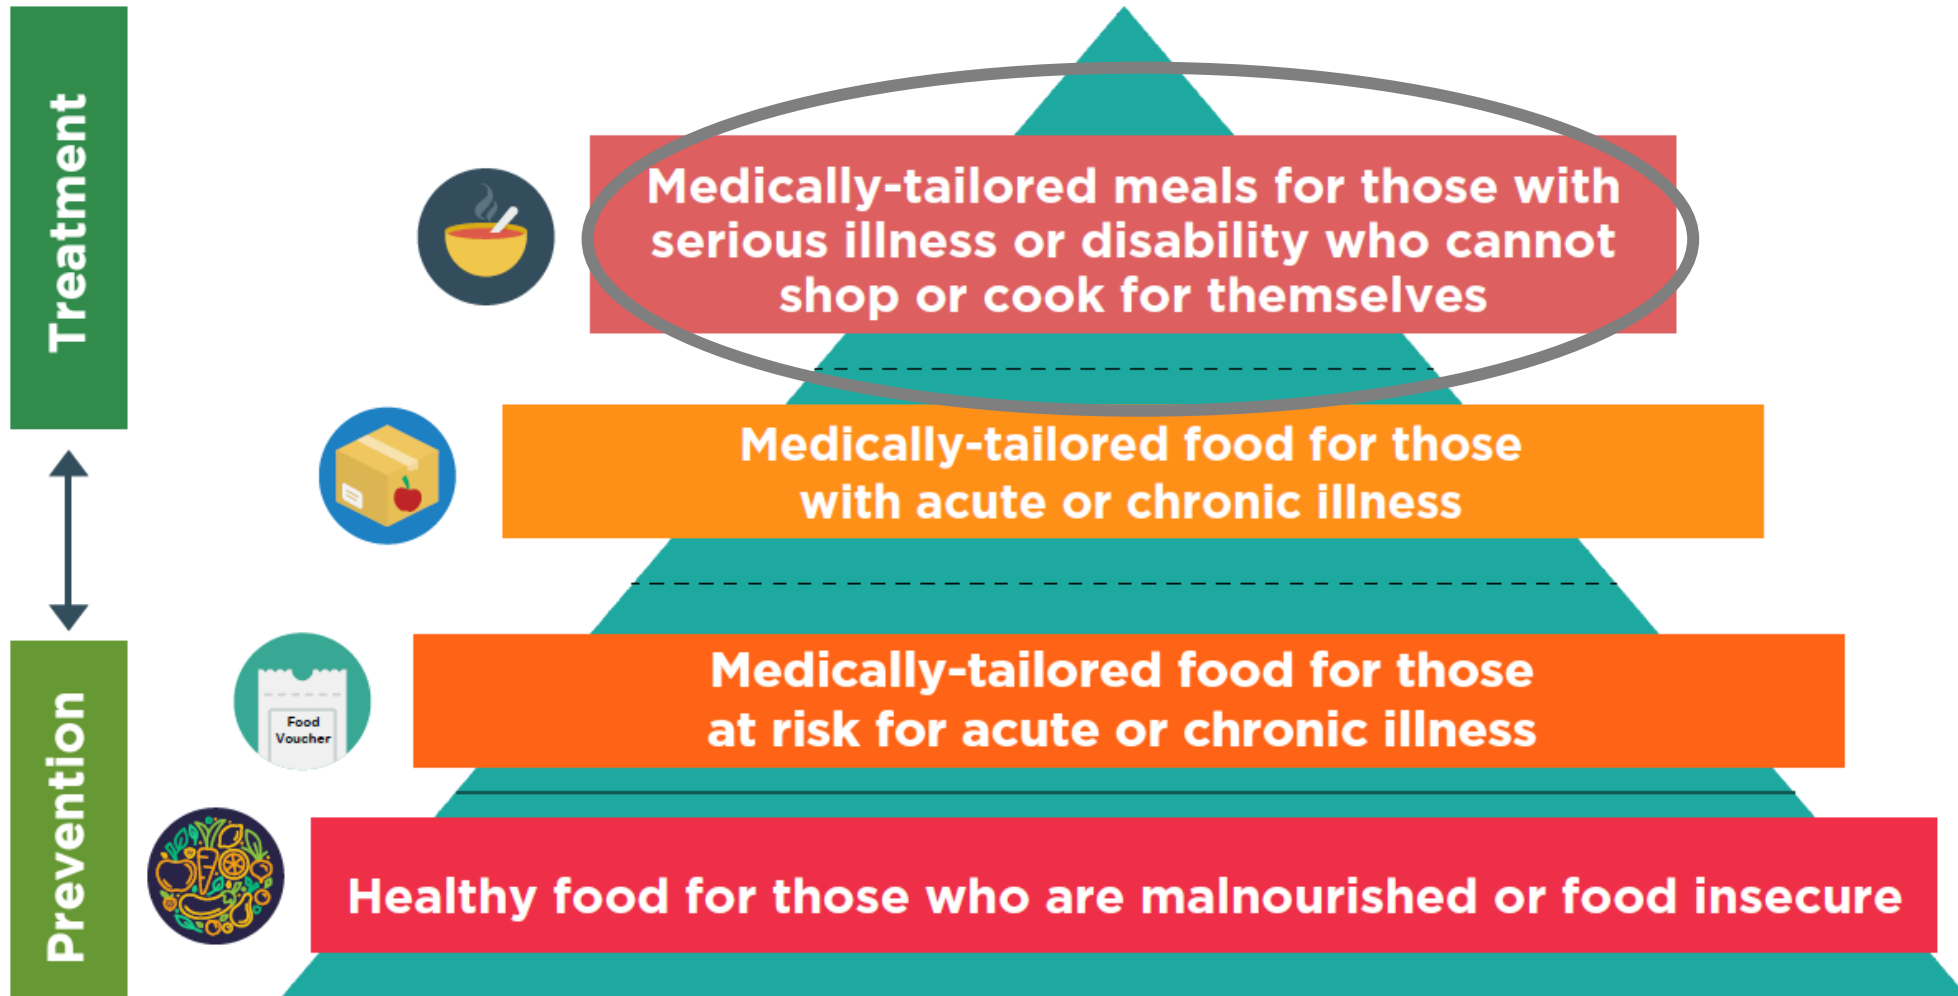 Treatment
Medically-tailored meals for those with
serious illness or disability who cannot
shop or cook for themselves
Medically-tailored food for those
with acute or chronic illness
Prevention
Food
Voucher
Medically-tailored food for those
at risk for acute or chronic illness
Healthy food for those who are malnourished or food insecure